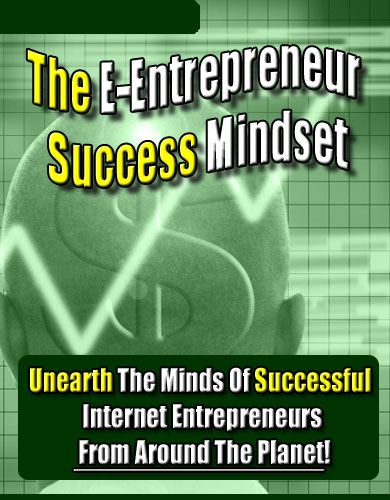 The E-Entrepreneur
Success Mindset
Unearth The Minds Of Successful
Internet Entrepreneurs
From Around The Planet!